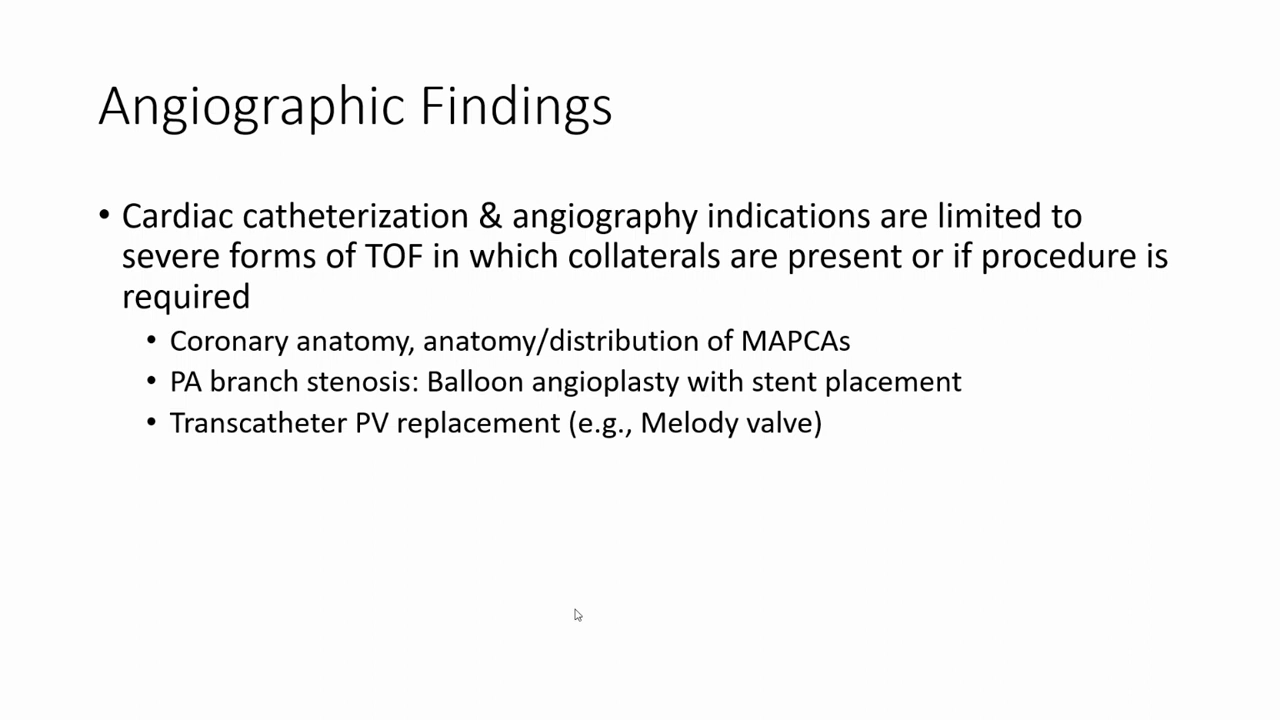 Angiographic Findings
• Cardiac catheterization & angiography indications are limited to
severe forms of TOF in which collaterals are present or if procedure is
required
• Coronary anatomy, anatomy/distribution of MAPCAs
• PA branch stenosis: Balloon angioplasty with stent placement
• Transcatheter PV replacement (e.g., Melody valve)